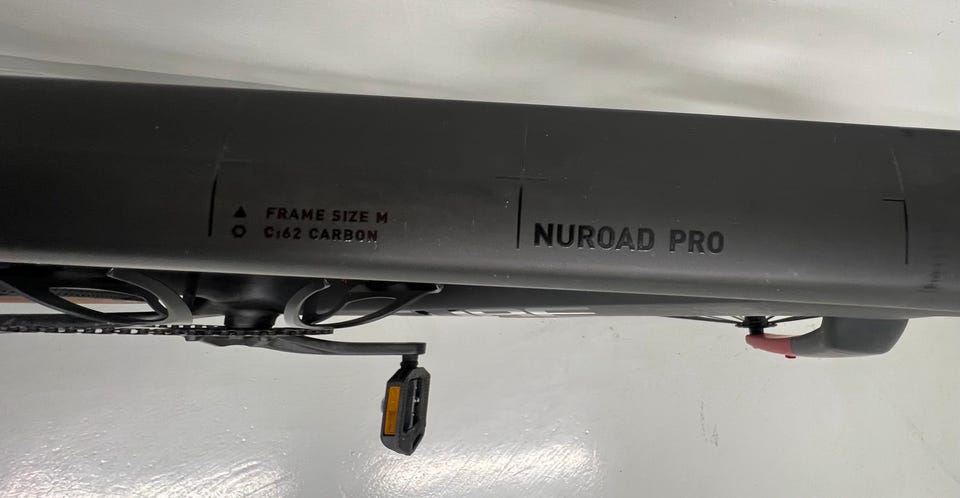 FRAME SIZE M
C:62 CARBON
NUROAD PRO